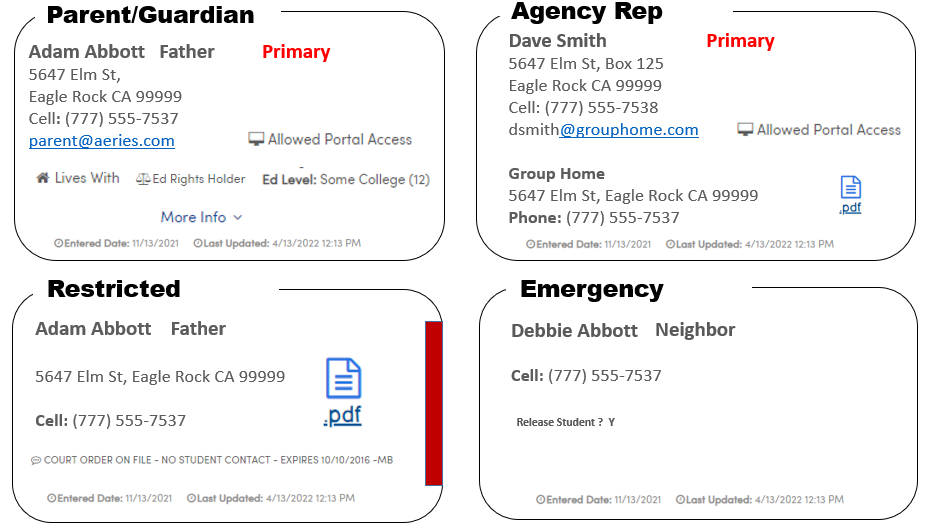 Parent/Guardian
Adam Abbott Father Primary
5647 Elm St,
Eagle Rock CA 99999
Cell: (777) 555-7537
parent@aeries.com Allowed Portal Access
Lives With Ed Rights Holder Ed Level: Some College (12)
More Info
Entered Date: 11/13/2021 Last Updated: 4/13/2022 12:13 PM
Agency Rep
Dave Smith Primary
5647 Elm St, Box 125
Eagle Rock CA 99999
Cell: (777) 555-7538
dsmith@grouphome.com Allowed Portal Access
Group Home
5647 Elm St, Eagle Rock CA 99999
Phone: (777) 555-7537
.pdf
Entered Date: 11/13/2021 Last Updated: 4/13/2022 12:13 PM
Restricted
Adam Abbott Father
5647 Elm St, Eagle Rock CA 99999
Cell: (777) 555-7537
.pdf
COURT ORDER ON FILE - NO STUDENT CONTACT - EXPIRES 10/10/2016 -MB
Entered Date: 11/13/2021 Last Updated: 4/13/2022 12:13 PM
Emergency
Debbie Abbott Neighbor
Cell: (777) 555-7537
Release Student ? Y
Entered Date: 11/13/2021 Last Updated: 4/13/2022 12:13 PM